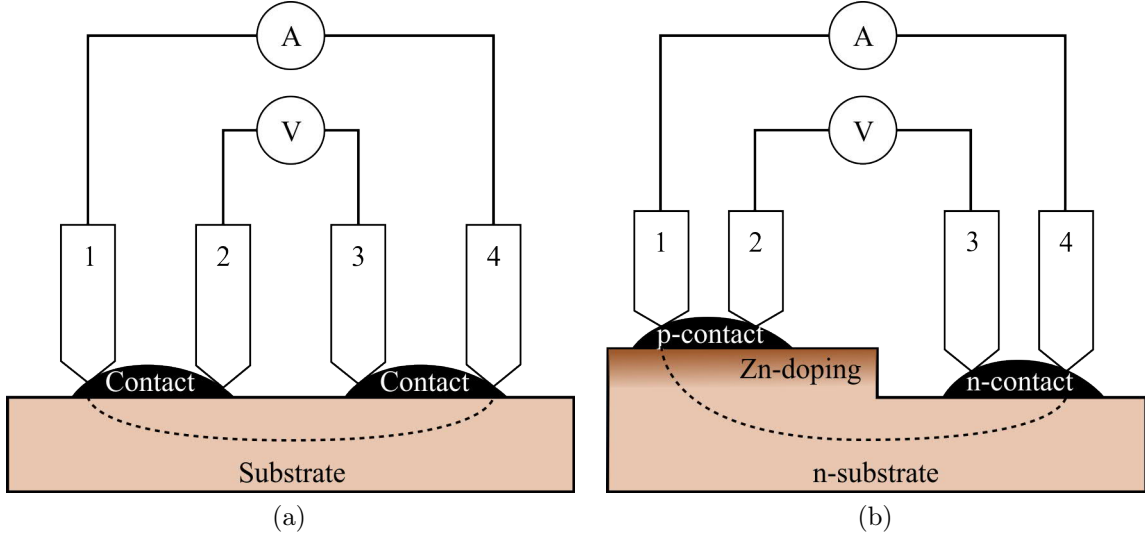 A
V
1
2
3
4
Contact
Contact
Substrate
(a)
A
V
1
2
3
4
p-contact
Zn-doping
n-contact
n-substrate
(b)